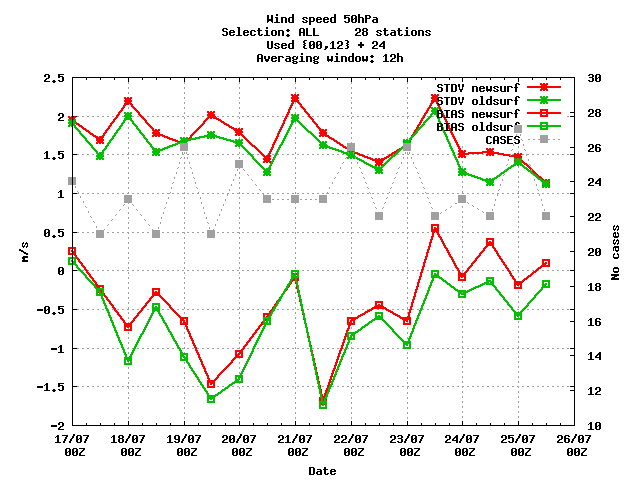 Wind speed 50hPa
Selection: ALL 28 stations
Used {00,12} + 24
Averaging window: 12h
2.5
2
1.5
1
0.5
0
-0.5
-1
-1.5
-2
m/s
30
28
26
24
22
20
18
16
14
12
10
No cases
STDV newsurf
STDV oldsurf
BIAS newsurf
BIAS oldsurf
CASES
17/07 18/07 19/07 20/07 21/07 22/07 23/07 24/07 25/07 26/07
00Z 00Z 00Z 00Z 00Z 00Z 00Z 00Z 00Z 00Z
Date